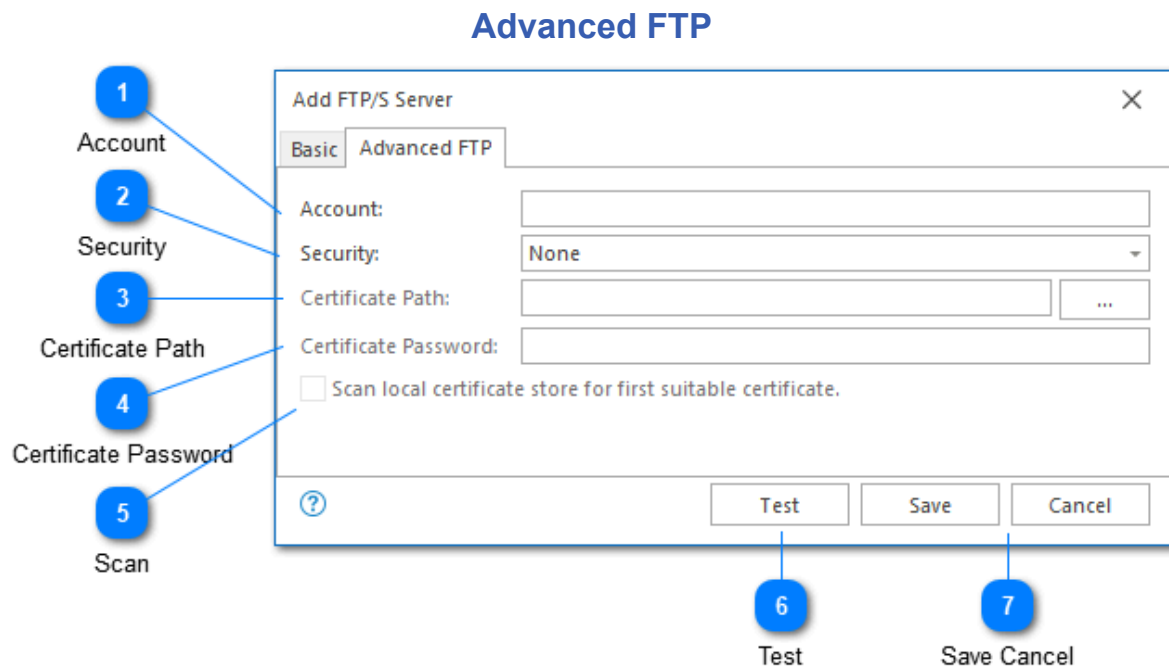 Advanced FTP
1
Account
2
Security
3
Certificate Path
4
Certificate Password
5
Scan
Add FTP/S Server
Basic
Advanced FTP
Account:
Security:
None
Certificate Path:
...
Certificate Password:
Scan local certificate store for first suitable certificate.
?
Test
Save
Cancel
6
Test
7
Save Cancel